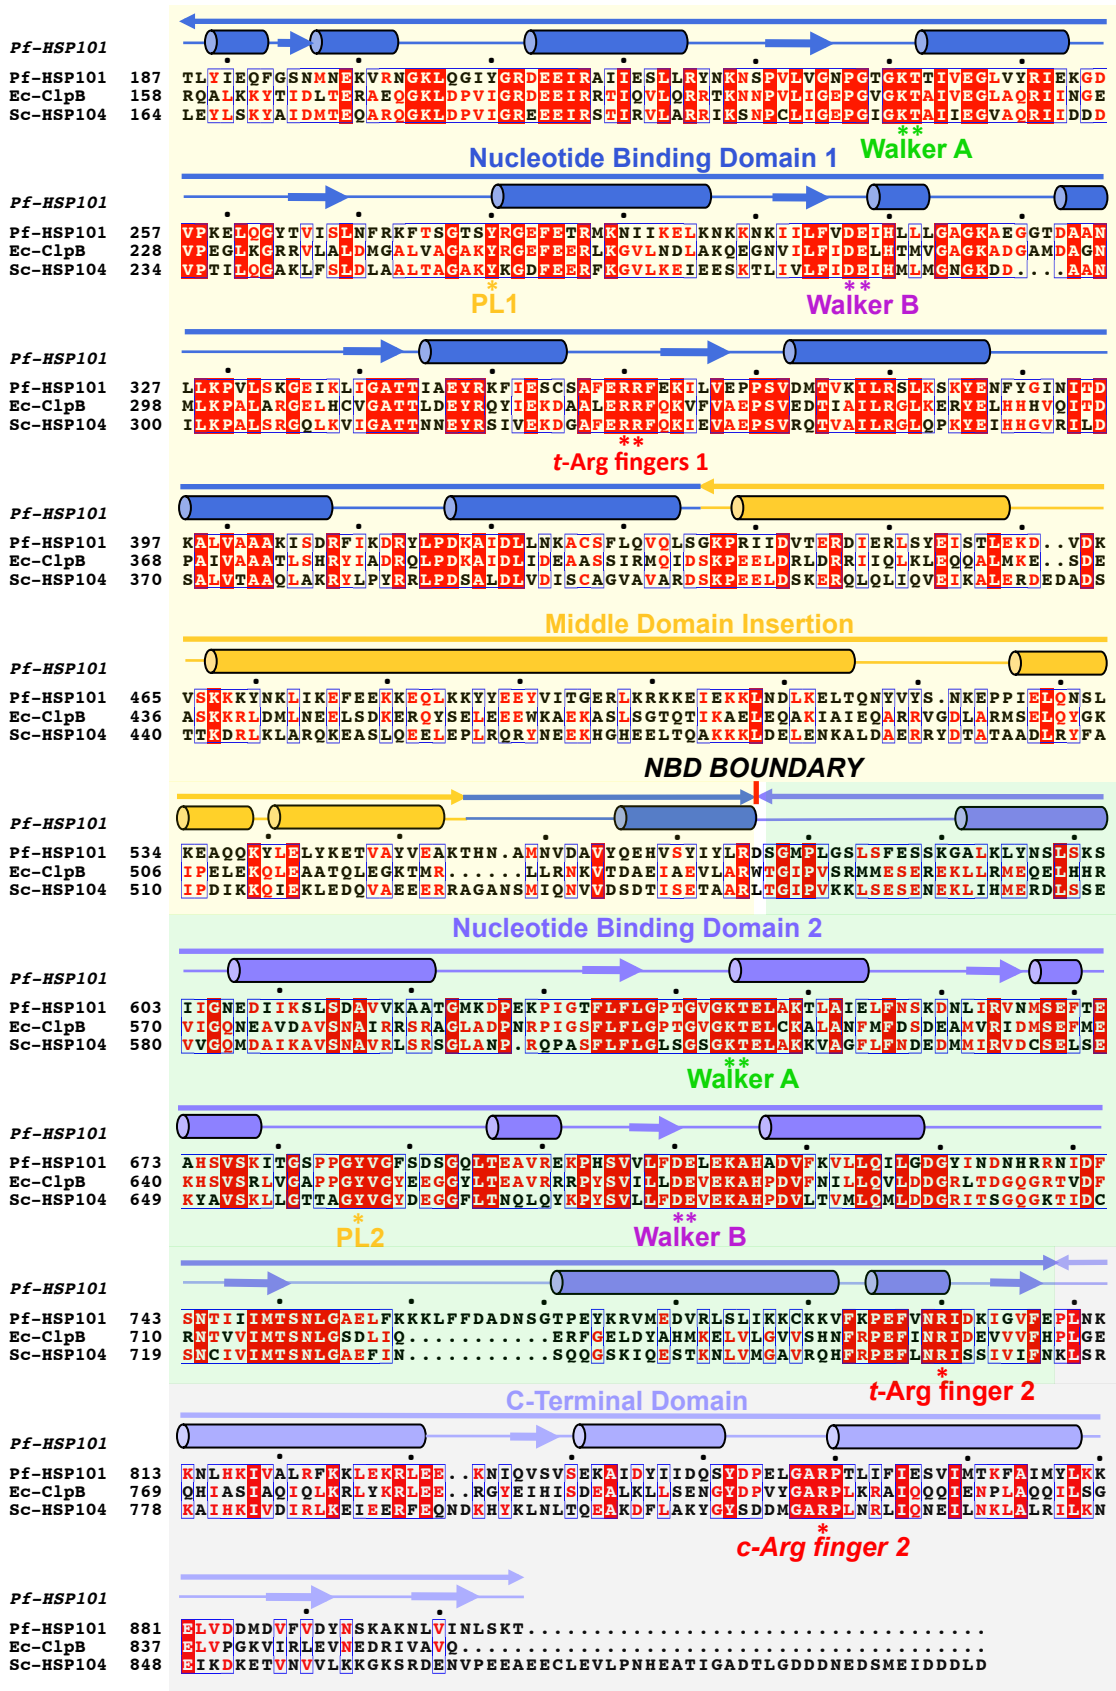 Pf-HSP101
Pf-HSP101 187 TLYIEQFGSNMNEKVRNGKLQGIYGRDEEIRAIIESLLRYNKNSPVLVGNPGTGKTTIVEGLVYRIEKGD
Ec-ClpB 158 RQALKKYTIDLTERAEQGKLDPVIGRDEEIRRTIQVLQRRTKNNPVLIGEPGVGKTAIVEGLAQRIINGE
Sc-HSP104 164 LEYLSKYAIDMTEQARQGKLDPVIGREEEIRSTIRVLARRIKSNPCLIGEPGIGKTAIIEGVAQRIIDDD
**
Walker A
Nucleotide Binding Domain 1
Pf-HSP101
Pf-HSP101 257 VPKELQGYTVISLNFRKFTSGTSYRGEFETRMKNIIKELKNKKNKIILFVDEIHLLLGAGKAEGGTDAAN
Ec-ClpB 228 VPEGLKGRRVLALDMGALVAGAKYRGEFEERLKGVLNDLAKQEGNVILFIDELHTMVGAGKADGAMDAGN
Sc-HSP104 234 VPTILQGAKLFSLDLAALTAGAKYKGDFEERFKGVLKEIEESKTLIVLFIDEIHMLMGNGKDD....AAN
* **
PL1 Walker B
Pf-HSP101
Pf-HSP101 327 LLKPVLSKGEIKLIGATTIAEYRKFIESCSAFERRFEKILVEPPSVDMTVKILRSLKSKYENFYGINITD
Ec-ClpB 298 MLKPALARGELHCVGATTLDEYRQYIEKDAALERRFQKVFVAEPSVEDTIAILRGLKERYELHHHVQITD
Sc-HSP104 300 ILKPALSRGQLKVIGATTNNEYRSIVEKDGAFERRFQKIEVAEPSVRQTVAILRGLQPKYEIHHGVRILD
**
t-Arg fingers 1
Pf-HSP101
Pf-HSP101 397 KALVAAAKISDRFIKDRYLPDKAIDLLNKACSFLQVQLSGKPRIIDVTERDIERLSYEISTLEKD..VDK
Ec-ClpB 368 PAIVAAATLSHRYIADRQLPDKAIDLIDEAASSIRMQIDSKPEELDRLDRRIIQLKLEQQALMKE..SDE
Sc-HSP104 370 SALVTAAQLAKRYLPYRRLPDSALDLVDISCAGVAVARDSKPEELDSKERQLQLIQVEIKALERDEDADS
Middle Domain Insertion
Pf-HSP101
Pf-HSP101 465 VSKKKYNKLIKEFEEKKEQLKKYYEEYVITGERLKRKKEIEKKLNDLKELTQNYVYS.NKEPPIELQNSL
Ec-ClpB 436 ASKKRLDMLNEELSDKERQYSELEEEWKAEKASLSGTQTIKAELEQAKIAIEQARRVGDLARMSELQYGK
Sc-HSP104 440 TTKDRLKLARQKEASLQEELEPLRQRYNEEKHGHEELTQAKKKLDELENKALDAERRYDTATAADLRYFA
NBD BOUNDARY
Pf-HSP101
Pf-HSP101 534 KEAQQKYLELYKETVAYVEAKTHN.AMNVDAVYQEHVSYIYLRDSGMPLGSLSFESSKGALKLYNSLSKS
Ec-ClpB 506 IPELEKQLEAATQLEGKTMR......LLRNKVTDAEIAEVLARWTGIPVSRMMESEREKLLRMEQELHHR
Sc-HSP104 510 IPDIKKQIEKLEDQVAEEERRAGANSMIQNVVDSDTISETAARLTGIPVKKLSESENEKLIHMERDLSSE
Nucleotide Binding Domain 2
Pf-HSP101
Pf-HSP101 603 IIGNEDIIKSLSDAVVKAATGMKDPEKPIGTFLFLGPTGVGKTELAKTLAIELFNSKDNLIRVNMSEFTE
Ec-ClpB 570 VIGQNEAVDAVSNAIRRSRAGLADPNRPIGSFLFLGPTGVGKTELCKALANFMFDSDEAMVRIDMSEFME
Sc-HSP104 580 VVGQMDAIKAVSNAVRLSRSGLANP.RQPASFLFLGLSGSGKTELAKKVAGFLFNDEDMMIRVDCSELSE
**
Walker A
Pf-HSP101
Pf-HSP101 673 AHSVSKITGSPPGYVGFSDSGQLTEAVREKPHSVVLFDELEKAHADVFKVLLQILGDGYINDNHRRNIDF
Ec-ClpB 640 KHSVSRLVGAPPGYVGYEEGGYLTEAVRRRPYSVILLDEVEKAHPDVFNILLQVLDDGRLTDGQGRTVDF
Sc-HSP104 649 KYAVSKLLGTTAGYVGYDEGGFLTNQLQYKPYSVLLFDEVEKAHPDVLTVMLQMLDDGRITSGQGKTIDC
* **
PL2 Walker B
Pf-HSP101
Pf-HSP101 743 SNTIIIMTSNLGAELFKKKLFFDADNSGTPEYKRVMEDVRLSLIKKCKKVFKPEFVNRIDKIGVFEPLNK
Ec-ClpB 710 RNTVVIMTSNLGSDLIQ..........ERFGELDYAHMKELVLGVVSHNFRPEFINRIDEVVVFHPLGE
Sc-HSP104 719 SNCIVIMTSNLGAEFIN..........SQQGSKIQESTKNLVMGAVRQHFRPEFLNRISSIVIFNKLSR
*
t-Arg finger 2
C-Terminal Domain
Pf-HSP101
Pf-HSP101 813 KNLHKIVALRFKKLEKRLEE..KNIQVSVSEKAIDYIIDQSYDPELGARPTLIFIESVIMTKFAIMYLKK
Ec-ClpB 769 QHIASIAQIQLKRLYKRLEE..RGYEIHISDEALKLLSENGYDPVYGARPLKRAIQQQIENPLAQQILSG
Sc-HSP104 778 KAIHKIVDIRLKEIEERFEQNDKHYKLNLTQEAKDFLAKYGYSDDMGARPLNRLIQNEILNKLALRILKN
*
c-Arg finger 2
Pf-HSP101
Pf-HSP101 881 ELVDDMDVFVDYNSKAKNLVINLSKT...................................
Ec-ClpB 837 ELVPGKVIRLEVNEDRIVAVQ........................................
Sc-HSP104 848 EIKDKETVNVVLKKGKSRDENVPEEAEECLEVLPNHEATIGADTLGDDDNEDSMEIDDDLD